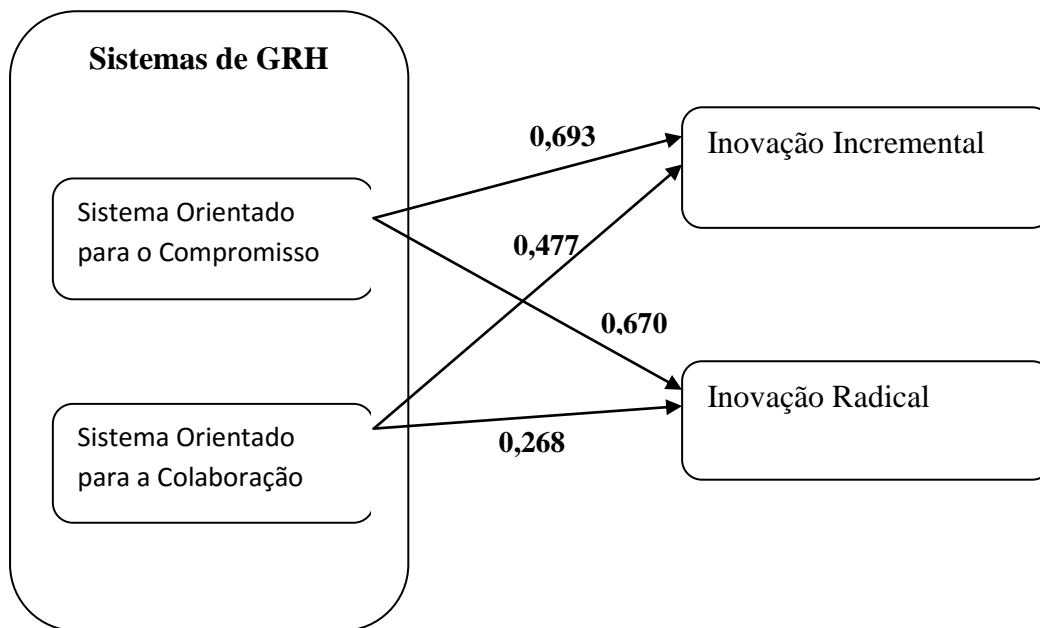 Sistemas de GRH
Sistema Orientado
para o Compromisso
Sistema Orientado
para a Colaboração
0,693
0,477
0,670
0,268
Inovação Incremental
Inovação Radical